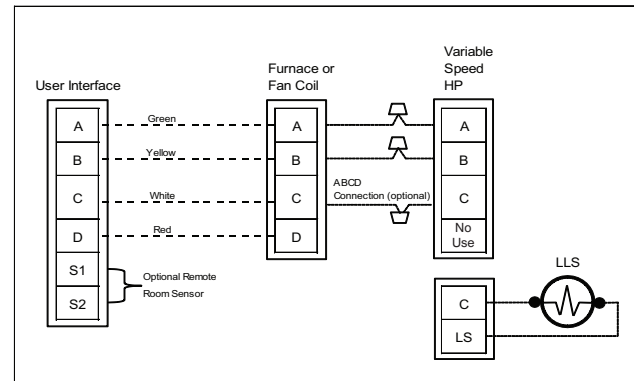 User Interface
Furnace or
Fan Coil
Variable
Speed
HP
A
Green
A
A
B
Yellow
B
B
C
White
C
ABCD
Connection (optional)
C
D
Red
D
No
Use
S1
S2
Optional Remote
Room Sensor
LLS
C
LS